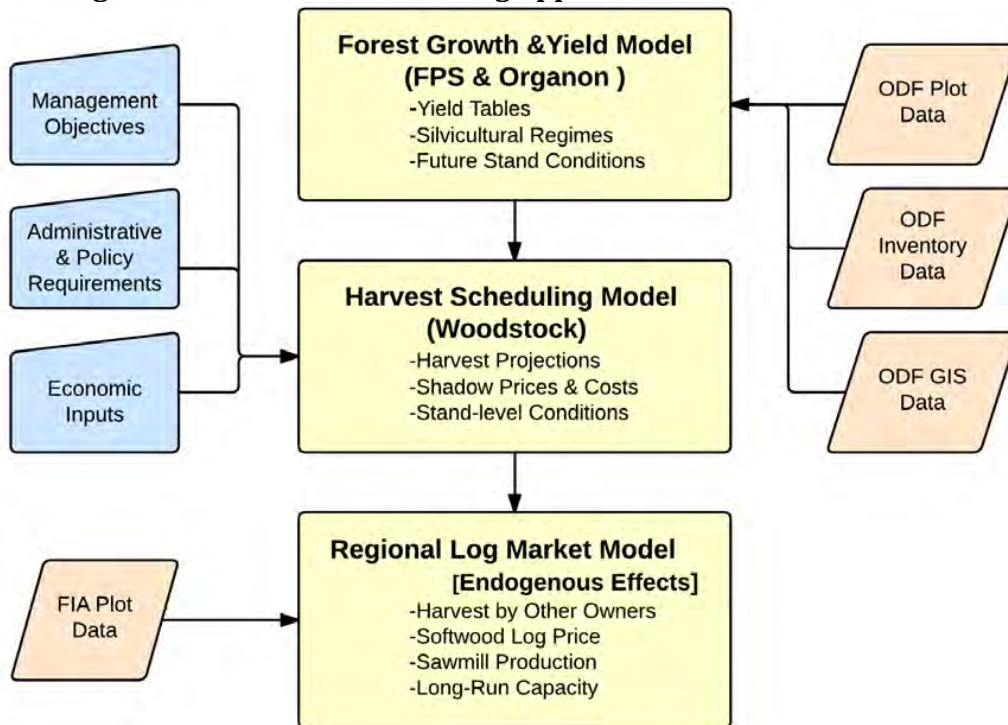 Forest Growth &Yield Model
(FPS & Organon )
-Yield Tables
-Silvicultural Regimes
-Future Stand Conditions
Management
Objectives
Administrative
& Policy
Requirements
Economic
Inputs
ODF Plot
Data
ODF
Inventory
Data
ODF GIS
Data
Harvest Scheduling Model
(Woodstock)
-Harvest Projections
-Shadow Prices & Costs
-Stand-level Conditions
FIA Plot
Data
Regional Log Market Model
[Endogenous Effects]
-Harvest by Other Owners
-Softwood Log Price
-Sawmill Production
-Long-Run Capacity